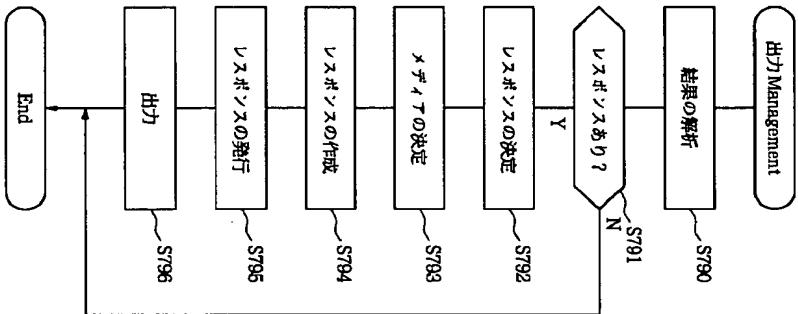 出力Management
結果の解析
S790
レスポンスあり?
S791
N
Y
レスポンスの決定
S792
メディアの決定
S793
レスポンスの作成
S794
レスポンスの発行
S795
出力
S796
End